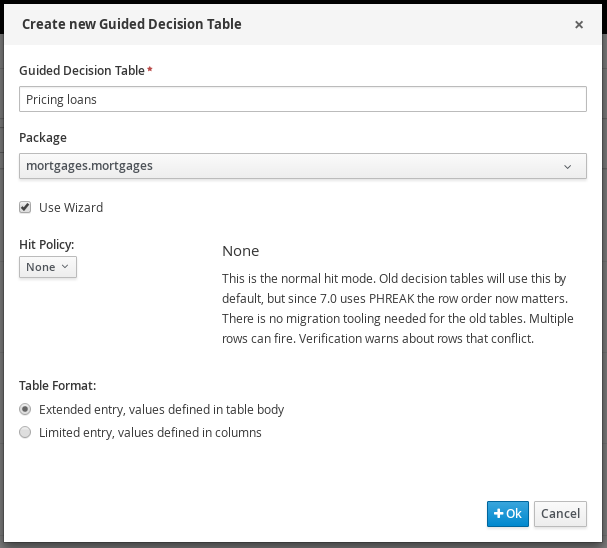 Create new Guided Decision Table
×
Guided Decision Table*
Pricing loans
Package
mortgages.mortgages
Use Wizard
Hit Policy:
None
None
This is the normal hit mode. Old decision tables will use this by
default, but since 7.0 uses PHREAK the row order now matters.
There is no migration tooling needed for the old tables. Multiple
rows can fire. Verification warns about rows that conflict.
Table Format:
Extended entry, values defined in table body
Limited entry, values defined in columns
+ Ok Cancel